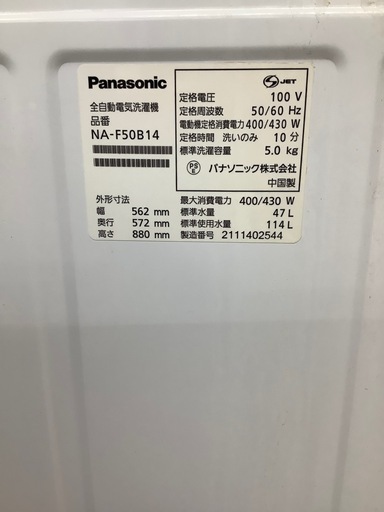 Panasonic
全自動電気洗濯機
品番
NA-F50B14
外形寸法
幅 562 mm
奥行 572 mm
高さ 880 mm
S JET
定格電圧 100 V
定格周波数 50/60 Hz
電動機定格消費電力 400/430 W
定格時間 洗いのみ 10 分
標準洗濯容量 5.0 kg
PS E パナソニック株式会社
中国製
最大消費電力 400/430 W
標準水量 47 L
標準使用水量 114 L
製造番号 2111402544